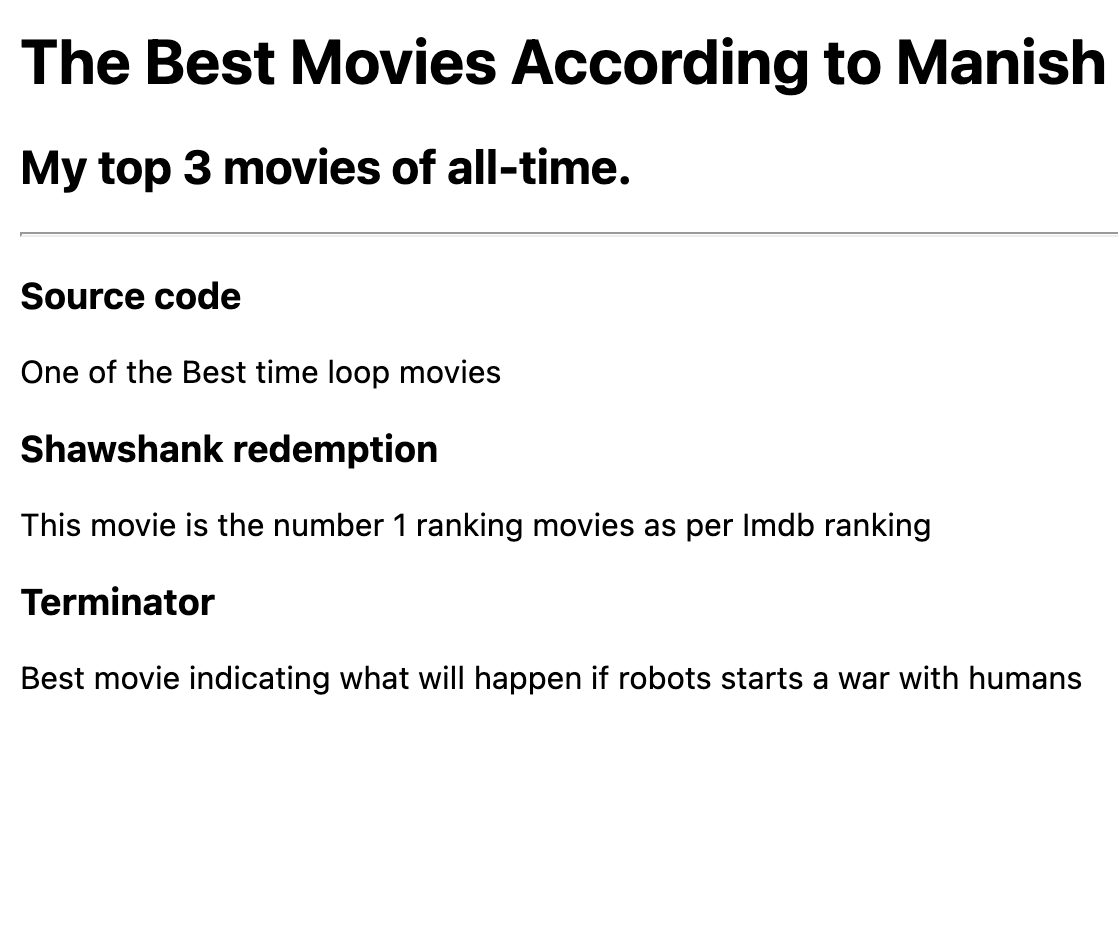 The Best Movies According to Manish
My top 3 movies of all-time.
Source code
One of the Best time loop movies
Shawshank redemption
This movie is the number 1 ranking movies as per Imdb ranking
Terminator
Best movie indicating what will happen if robots starts a war with humans